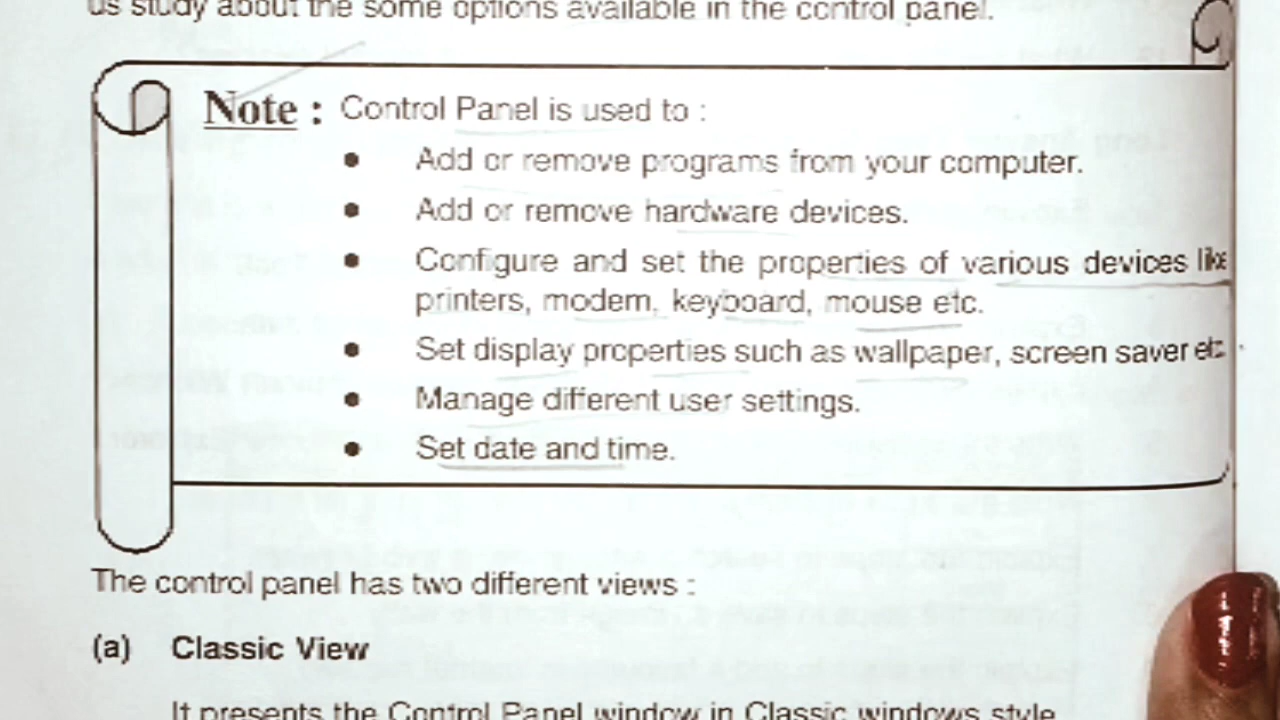 us study about the some options available in the control panel.
Note : Control Panel is used to :
• Add or remove programs from your computer.
• Add or remove hardware devices.
• Configure and set the properties of various devices like
printers, modem, keyboard, mouse etc.
• Set display properties such as wallpaper, screen saver etc.
• Manage different user settings.
• Set date and time.
The control panel has two different views :
(a) Classic View
It presents the Control Panel window in Classic windows style